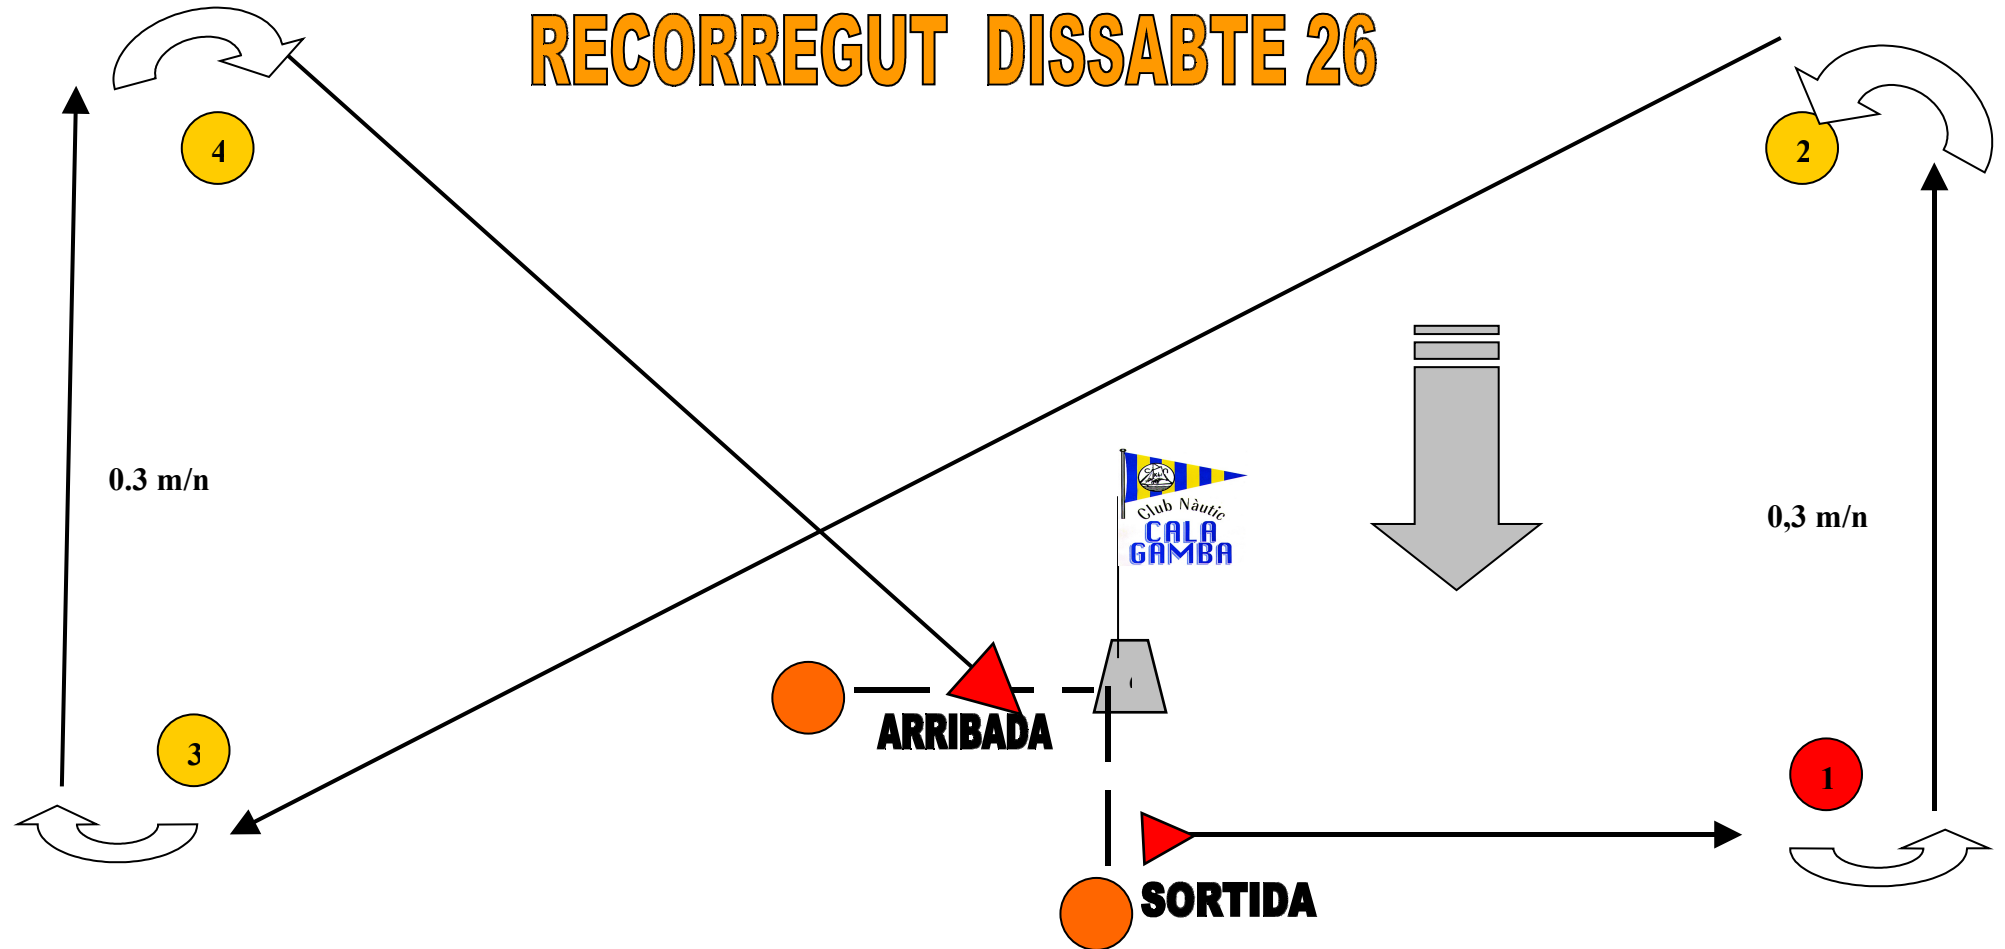 RECORREGUT DISSABTE 26
4
2
0.3 m/n
0,3 m/n
Club Nàutic
CALA
GAMBA
ARRIBADA
3
1
SORTIDA